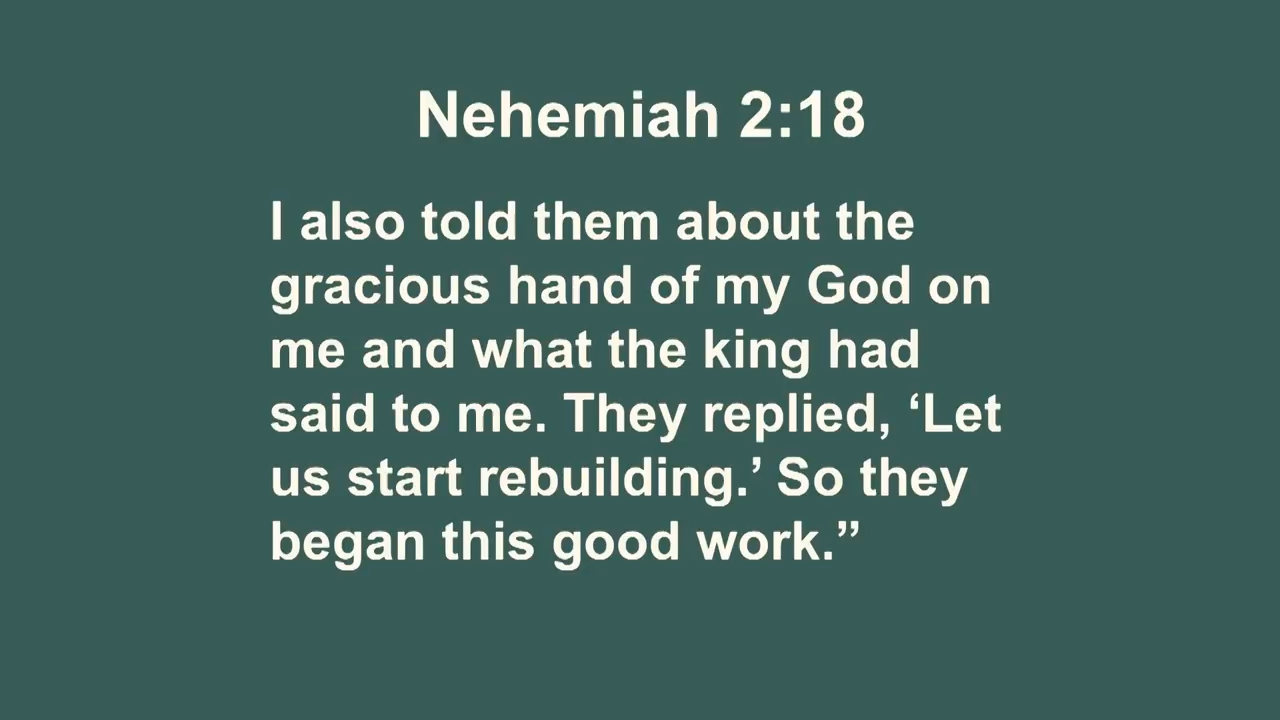 Nehemiah 2:18
I also told them about the
gracious hand of my God on
me and what the king had
said to me. They replied, ‘Let
us start rebuilding.’ So they
began this good work.”